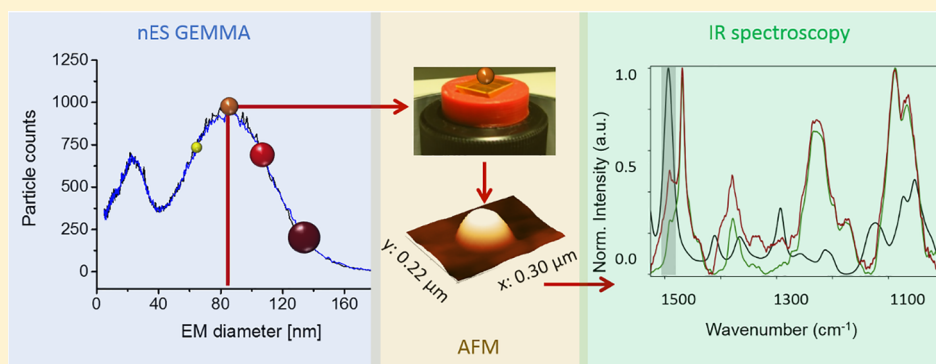 nES GEMMA
IR spectroscopy
1250
1000
750
500
250
0
Particle counts
0 40 80 120 160
EM diameter [nm]
y: 0.22 µm
x: 0.30 µm
AFM
1.0
0.5
0.0
Norm. Intensity (a.u.)
1500 1300 1100
Wavenumber (cm⁻¹)